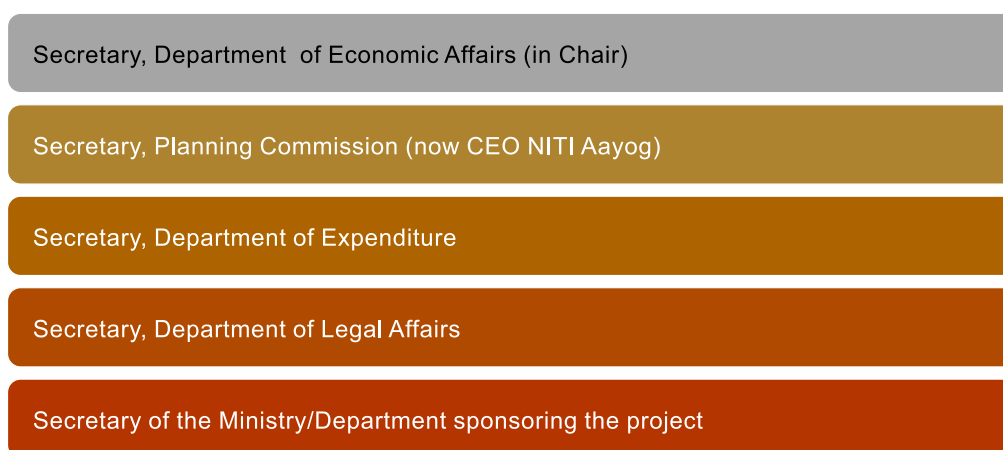 Secretary, Department of Economic Affairs (in Chair)
Secretary, Planning Commission (now CEO NITI Aayog)
Secretary, Department of Expenditure
Secretary, Department of Legal Affairs
Secretary of the Ministry/Department sponsoring the project